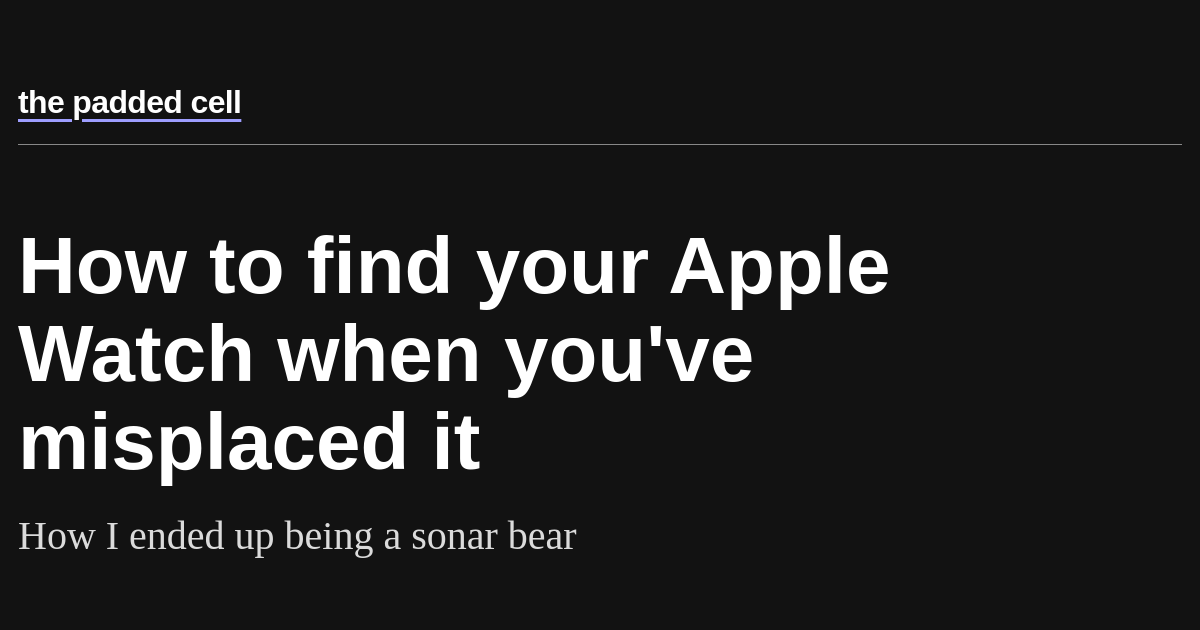 the padded cell
How to find your Apple
Watch when you've
misplaced it
How I ended up being a sonar bear